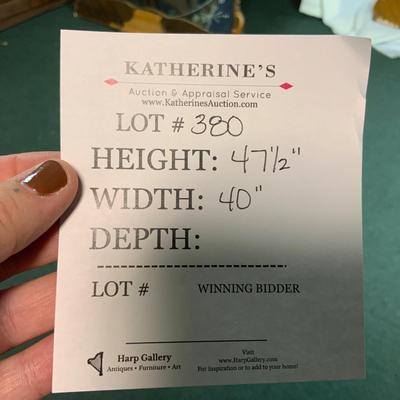 KATHERINE'S
Auction & Appraisal Service
www.KatherinesAuction.com
LOT # 380
HEIGHT: 47 1/2"
WIDTH: 40"
DEPTH:
LOT # WINNING BIDDER
Harp Gallery
Antiques • Furniture • Art
Visit
www.HarpGallery.com
For inspiration or to add to your home!